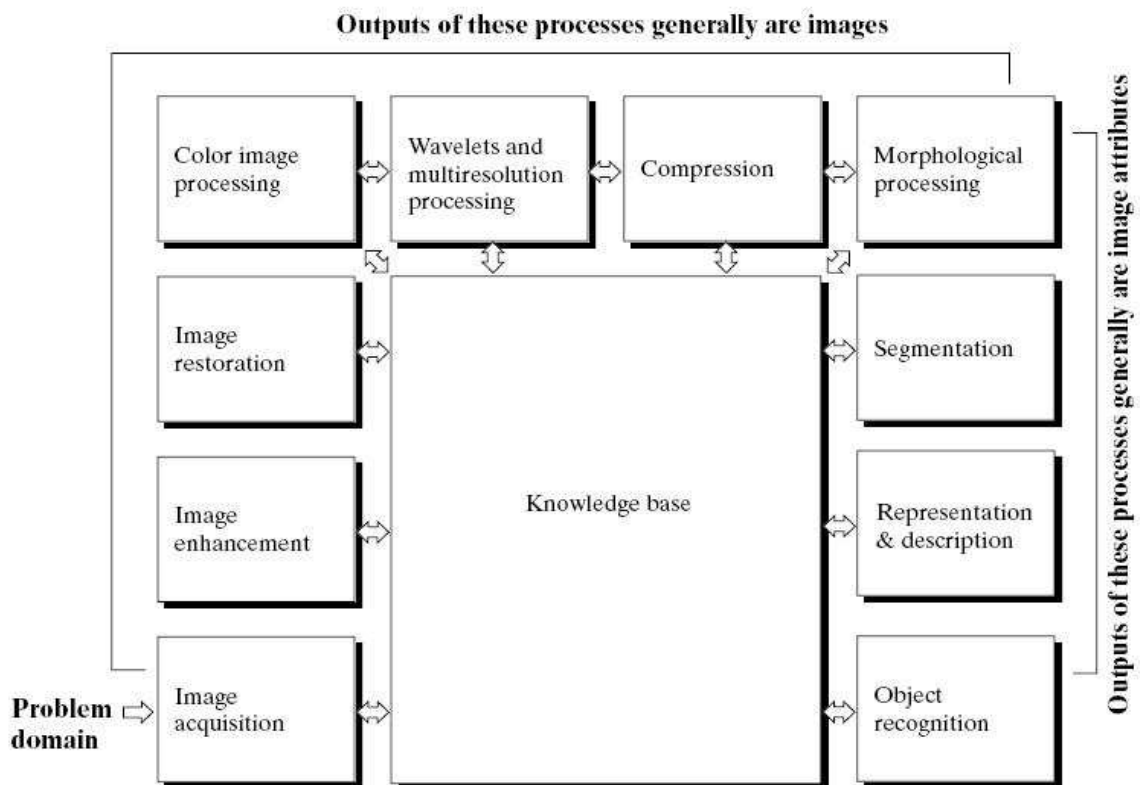 Outputs of these processes generally are images
Color image
processing
Wavelets and
multiresolution
processing
Compression
Morphological
processing
Image
restoration
Segmentation
Image
enhancement
Knowledge base
Representation
& description
Problem
domain
Image
acquisition
Object
recognition
Outputs of these processes generally are image attributes